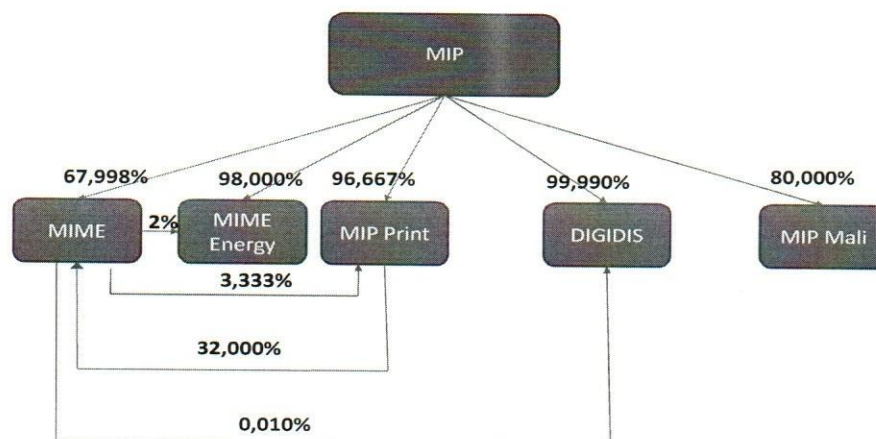 MIP
67,998%
98,000%
96,667%
99,990%
80,000%
MIME
2%
MIME
Energy
MIP Print
DIGIDIS
MIP Mali
3,333%
32,000%
0,010%